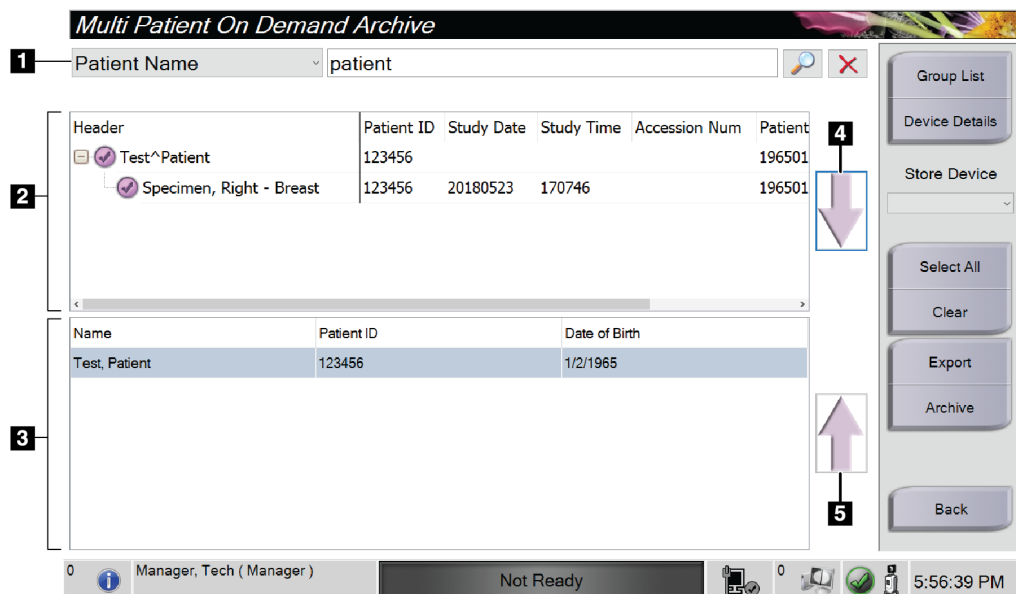 Multi Patient On Demand Archive
1 Patient Name patient
Group List
Device Details
Store Device
Select All
Clear
Export
Archive
Back
2
Header Patient ID Study Date Study Time Accession Num Patient
Test^Patient 123456 196501
Specimen, Right - Breast 123456 20180523 170746 196501
4
3
Name Patient ID Date of Birth
Test, Patient 123456 1/2/1965
5
0 Manager, Tech ( Manager ) Not Ready 0 5:56:39 PM